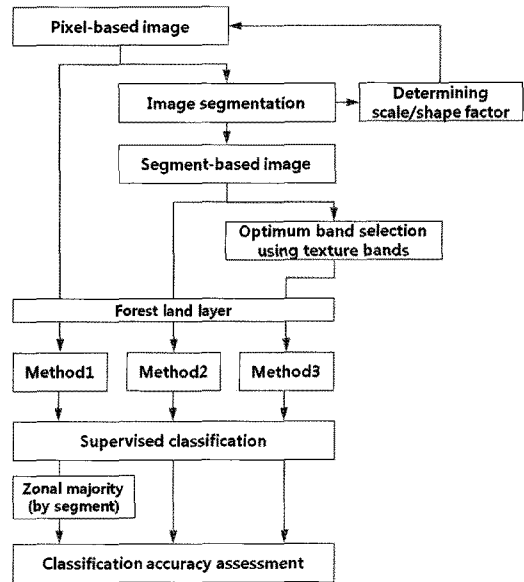 Pixel-based image
Image segmentation
Determining
scale/shape factor
Segment-based image
Optimum band selection
using texture bands
Forest land layer
Method1
Method2
Method3
Supervised classification
Zonal majority
(by segment)
Classification accuracy assessment